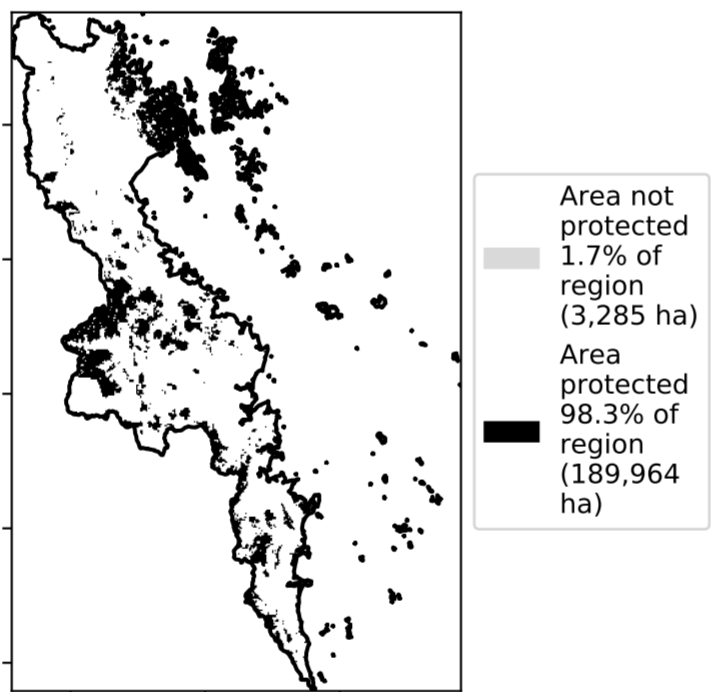 Area not
protected
1.7% of
region
(3,285 ha)
Area
protected
98.3% of
region
(189,964
ha)